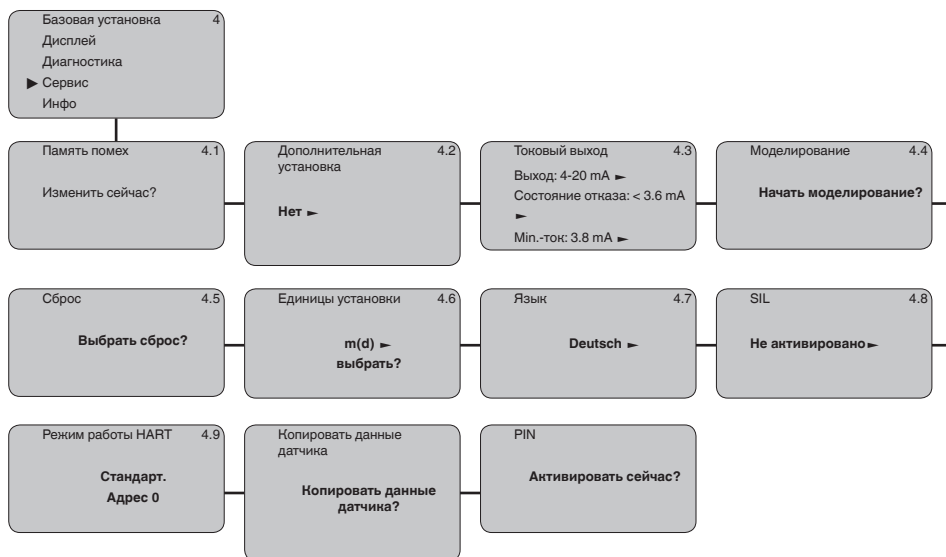 Базовая установка 4
Дисплей
Диагностика
▶ Сервис
Инфо
Память помех 4.1
Изменить сейчас?
Дополнительная 4.2
установка
Нет ►
Токовый выход 4.3
Выход: 4-20 mA ►
Состояние отказа: < 3.6 mA
►
Min.-ток: 3.8 mA ►
Моделирование 4.4
Начать моделирование?
Сброс 4.5
Выбрать сброс?
Единицы установки 4.6
m(d) ►
выбрать?
Язык 4.7
Deutsch ►
SIL 4.8
Не активировано ►
Режим работы HART 4.9
Стандарт.
Адрес 0
Копировать данные
датчика
Копировать данные
датчика?
PIN
Активировать сейчас?